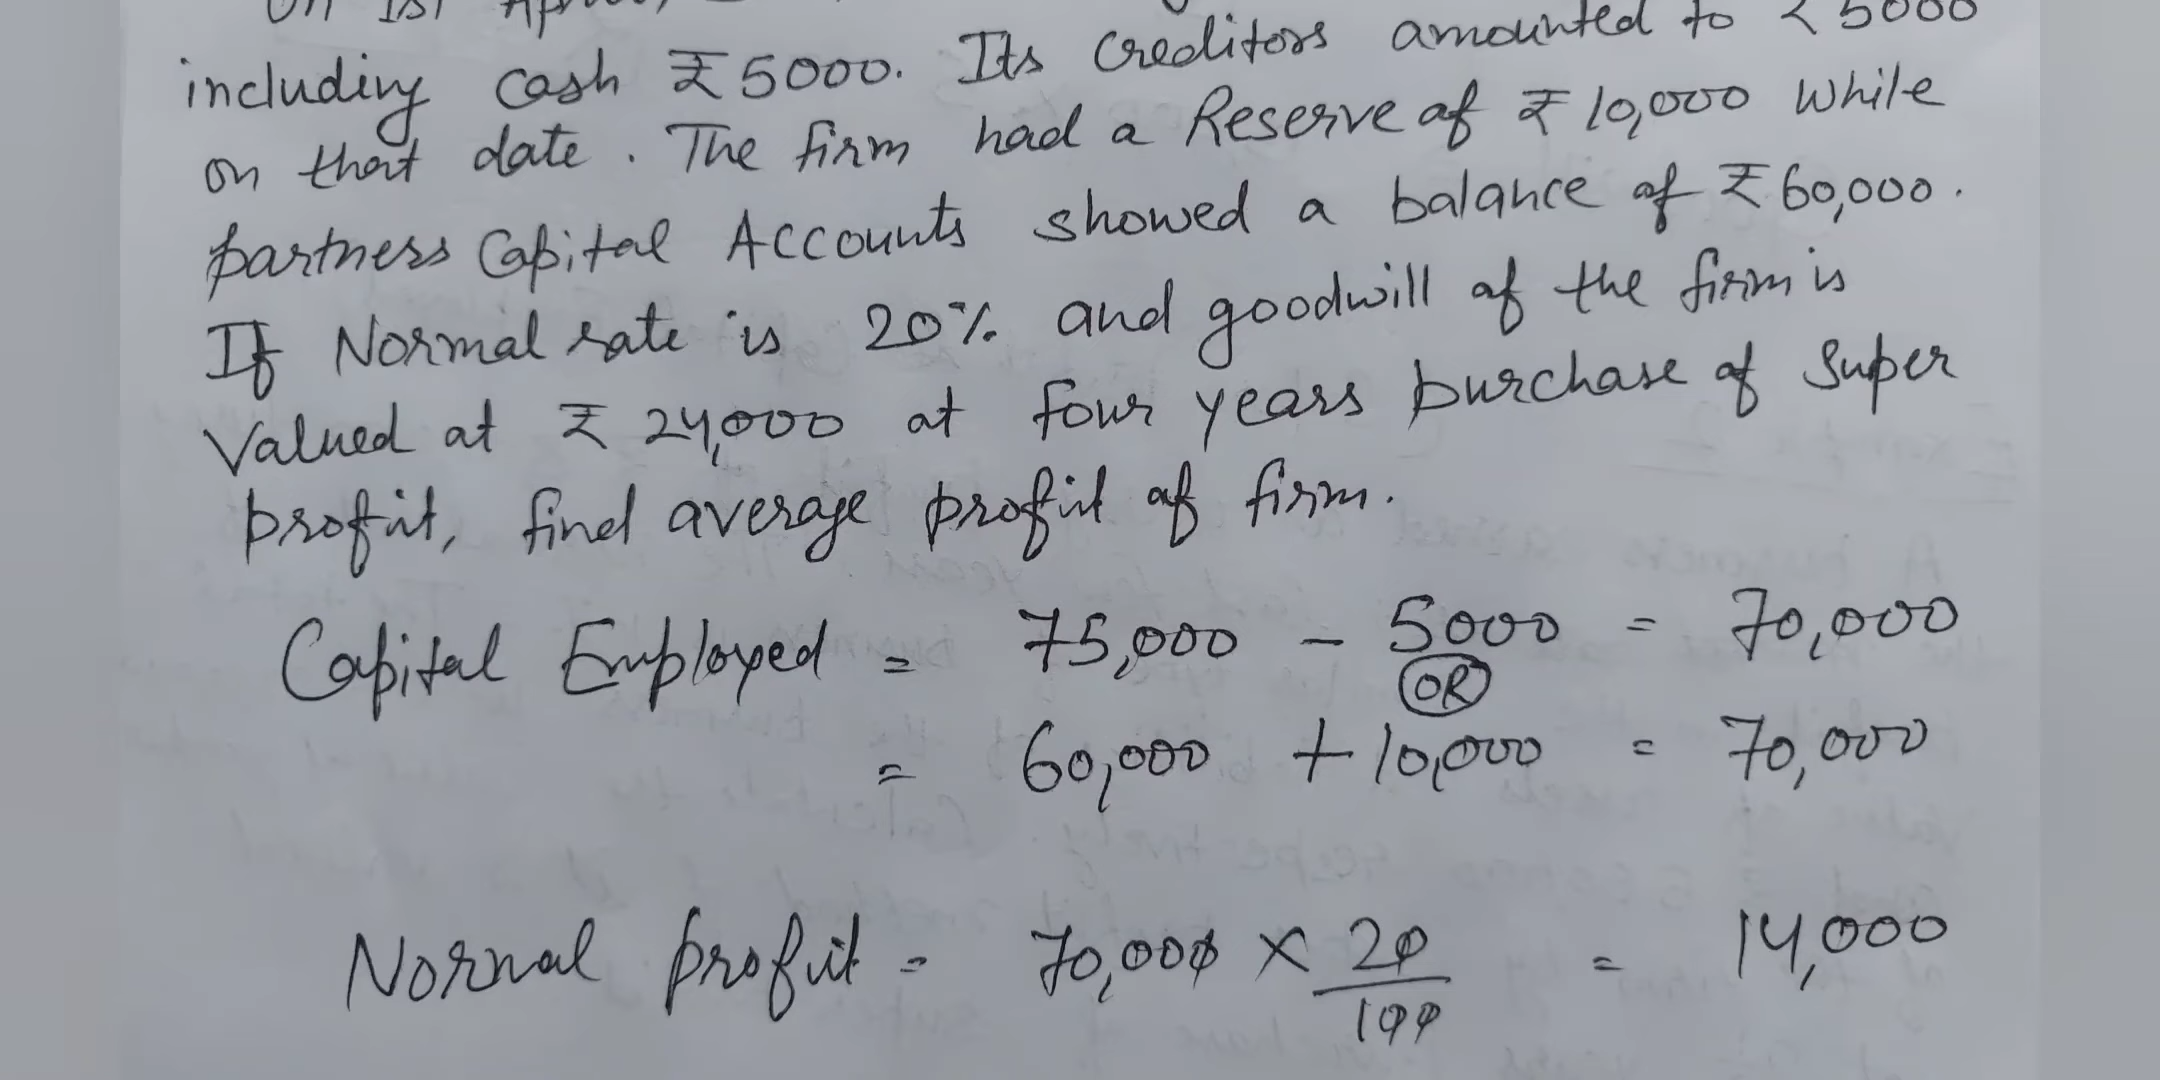 On 1st April,
including cash ₹5000. Its Creditors amounted to ₹5000
on that date. The firm had a Reserve of ₹10,000 while
partners Capital Accounts showed a balance of ₹60,000.
If Normal rate is 20% and goodwill of the firm is
Valued at ₹24,000 at four years purchase of Super
profit, find average profit of firm.
Capital Employed = 75,000 - 5000 = 70,000
OR
= 60,000 + 10,000 = 70,000
Normal profit = 70,000 × 20/100 = 14,000